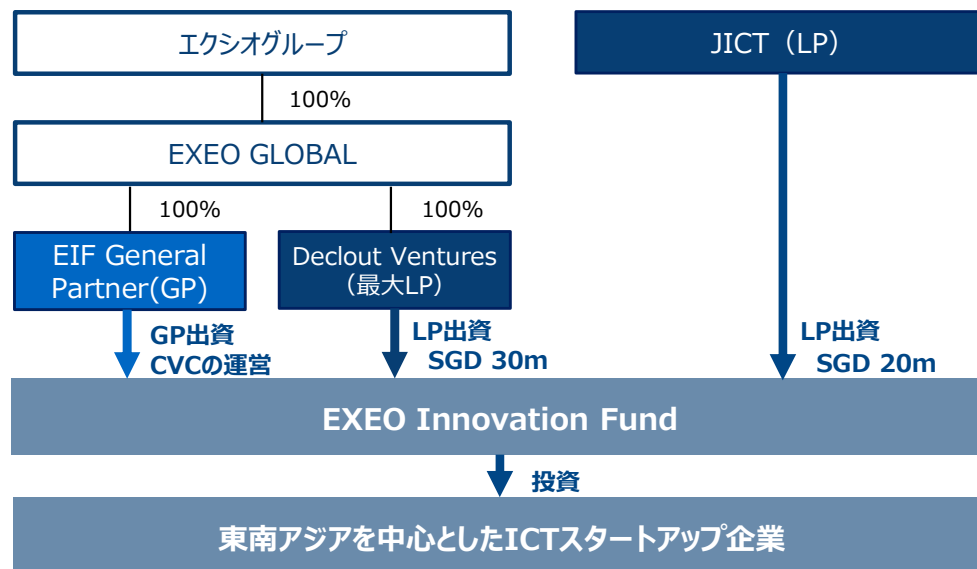 エクシオグループ
JICT（LP）
100%
EXEO GLOBAL
100%
100%
EIF General
Partner(GP)
Declout Ventures
（最大LP）
GP出資
CVCの運営
LP出資
SGD 30m
LP出資
SGD 20m
EXEO Innovation Fund
投資
東南アジアを中心としたICTスタートアップ企業